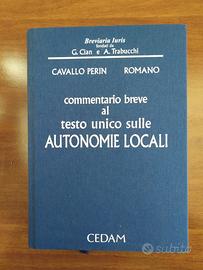 Breviaria Iuris
fondati da
G. Cian e A. Trabucchi
CAVALLO PERIN ROMANO
commentario breve
al
testo unico sulle
AUTONOMIE LOCALI
CEDAM
subito